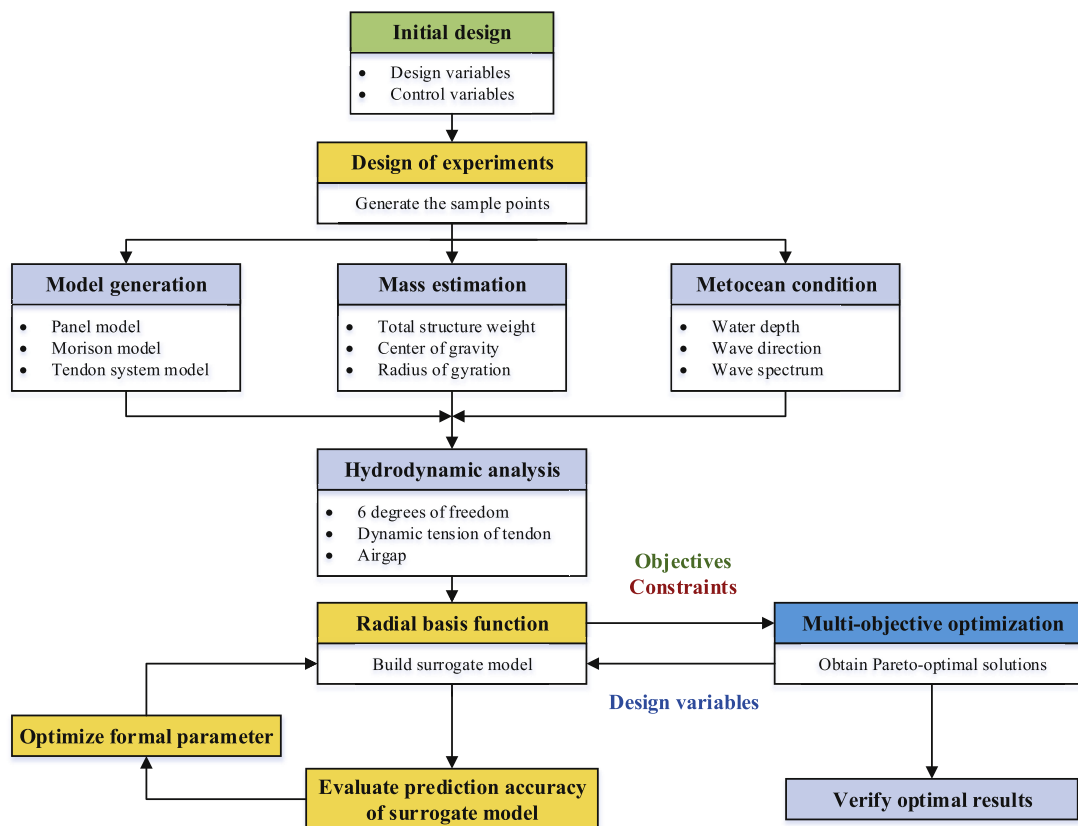 Initial design
• Design variables
• Control variables
Design of experiments
Generate the sample points
Model generation
• Panel model
• Morison model
• Tendon system model
Mass estimation
• Total structure weight
• Center of gravity
• Radius of gyration
Metocean condition
• Water depth
• Wave direction
• Wave spectrum
Hydrodynamic analysis
• 6 degrees of freedom
• Dynamic tension of tendon
• Airgap
Objectives
Constraints
Radial basis function
Build surrogate model
Multi-objective optimization
Obtain Pareto-optimal solutions
Design variables
Optimize formal parameter
Evaluate prediction accuracy
of surrogate model
Verify optimal results